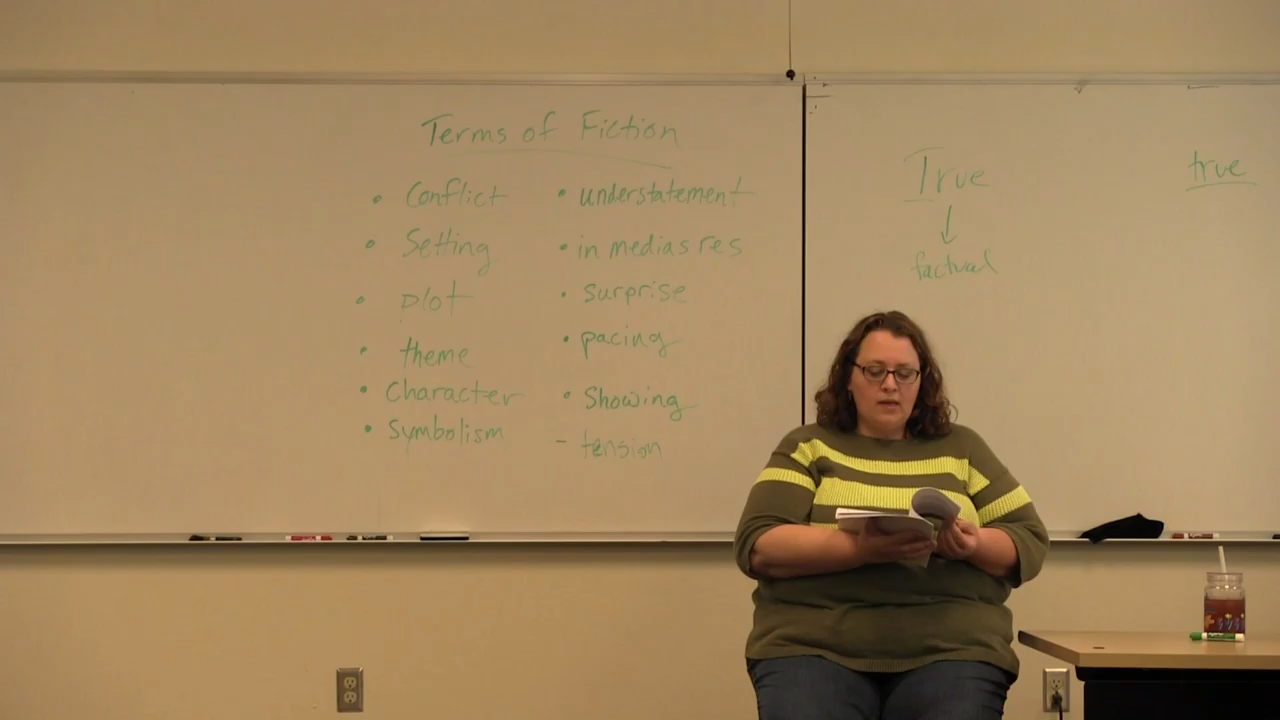 Terms of Fiction
• Conflict
• Setting
• plot
• theme
• Character
• Symbolism
• understatement
• in medias res
• surprise
• pacing
• Showing
- tension
True
↓
factual
true